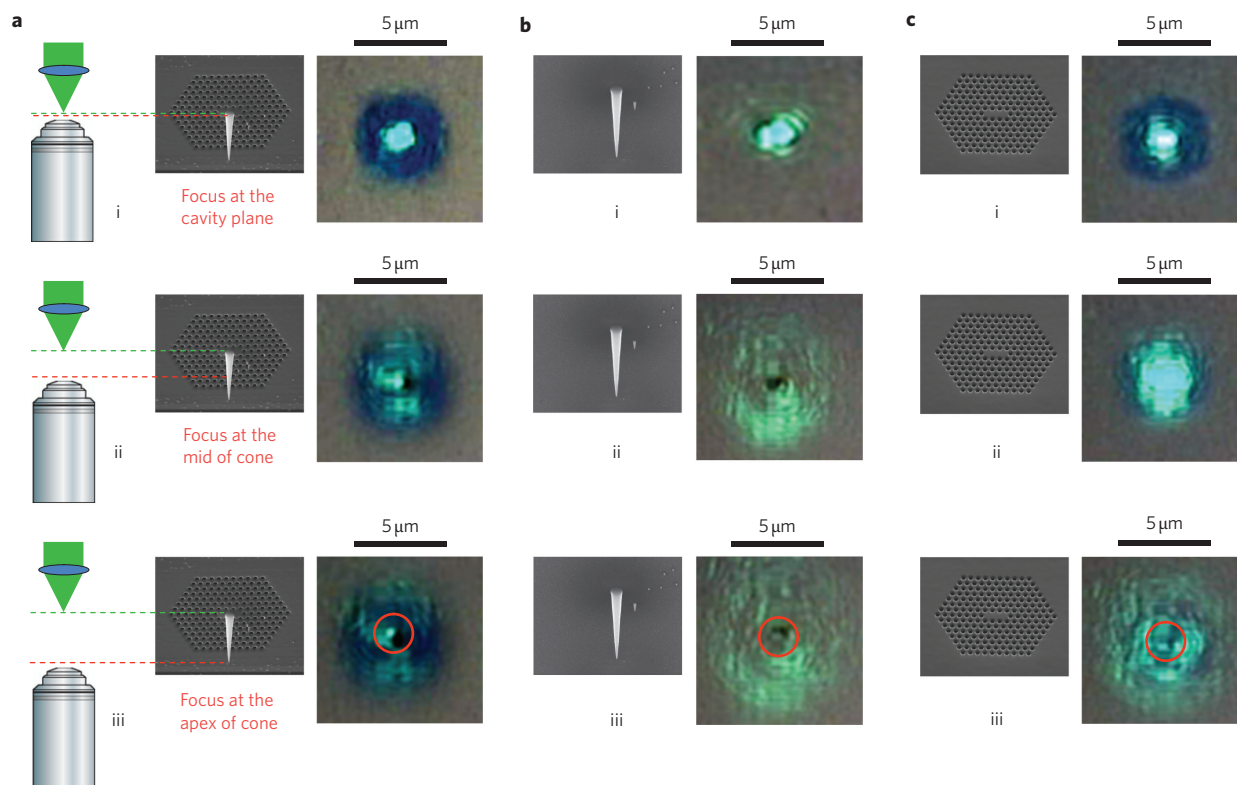 a
b
c
5 µm
5 µm
5 µm
i
Focus at the
cavity plane
i
i
5 µm
5 µm
5 µm
ii
Focus at the
mid of cone
ii
ii
5 µm
5 µm
5 µm
iii
Focus at the
apex of cone
iii
iii